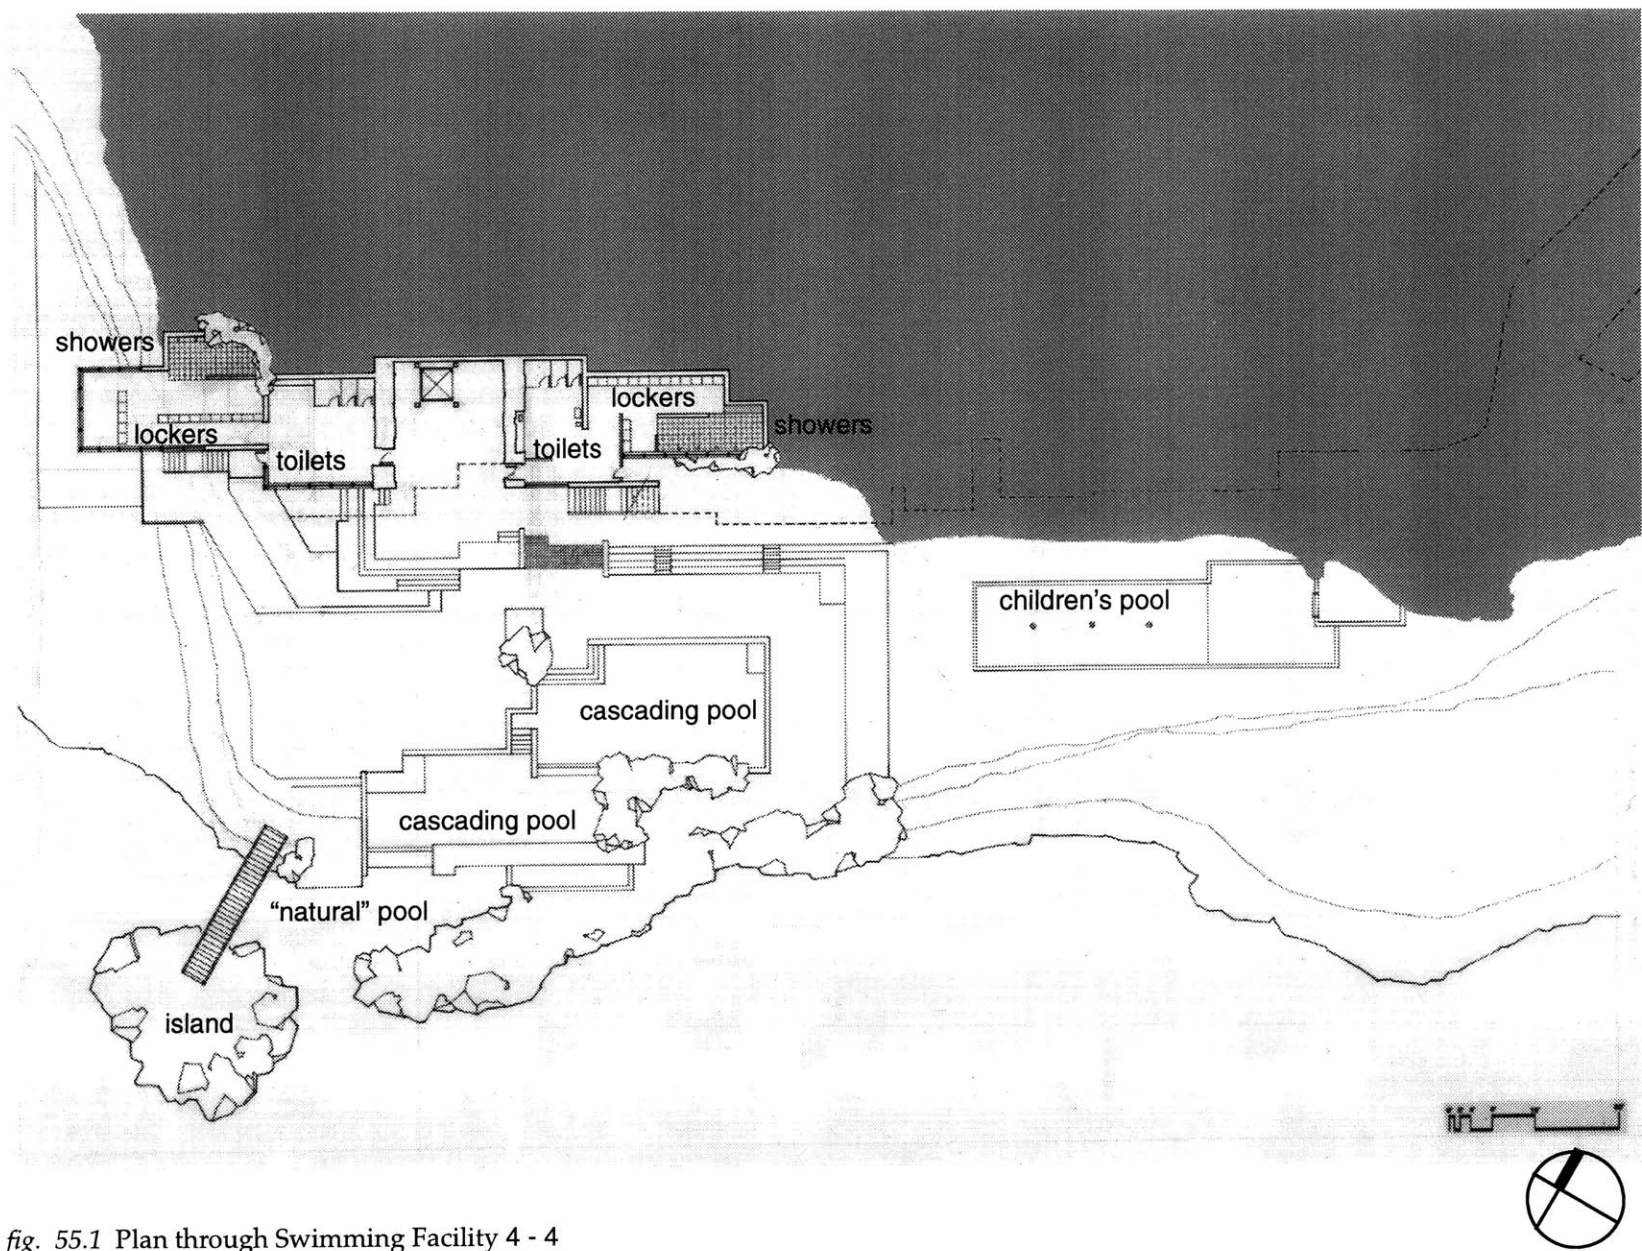 showers
lockers
lockers
showers
toilets
toilets
children's pool
cascading pool
cascading pool
“natural” pool
island
fig. 55.1 Plan through Swimming Facility 4 - 4